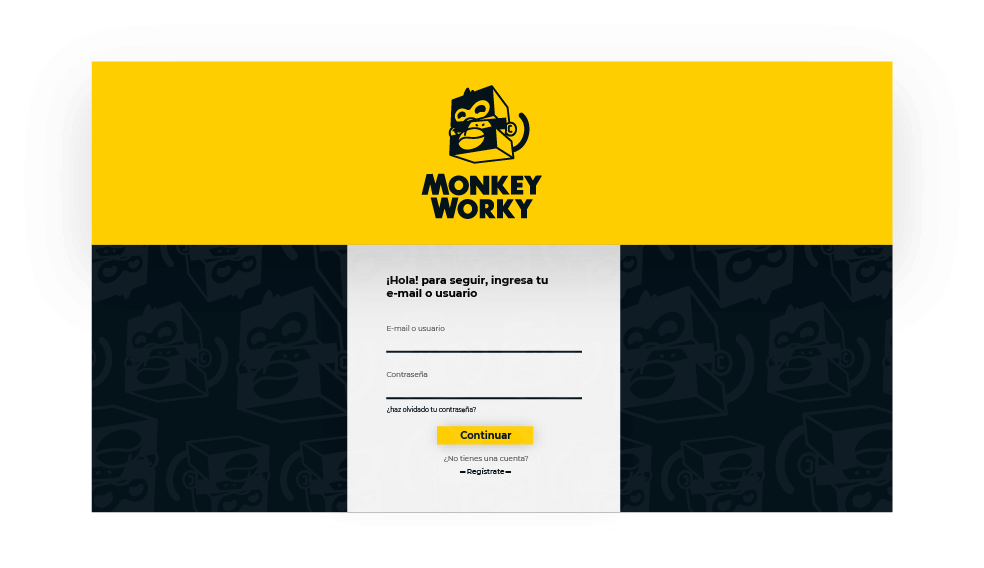 MONKEY
WORKY
¡Hola! para seguir, ingresa tu
e-mail o usuario
E-mail o usuario
Contraseña
¿haz olvidado tu contraseña?
Continuar
¿No tienes una cuenta?
Regístrate